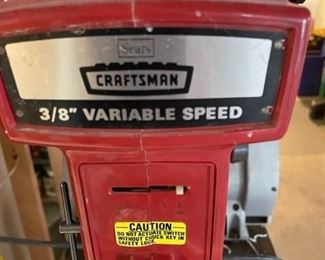 Sears
CRAFTSMAN
3/8" VARIABLE SPEED
CAUTION
DO NOT ACTUATE SWITCH
WITHOUT CHUCK KEY IN
SAFETY LOCK